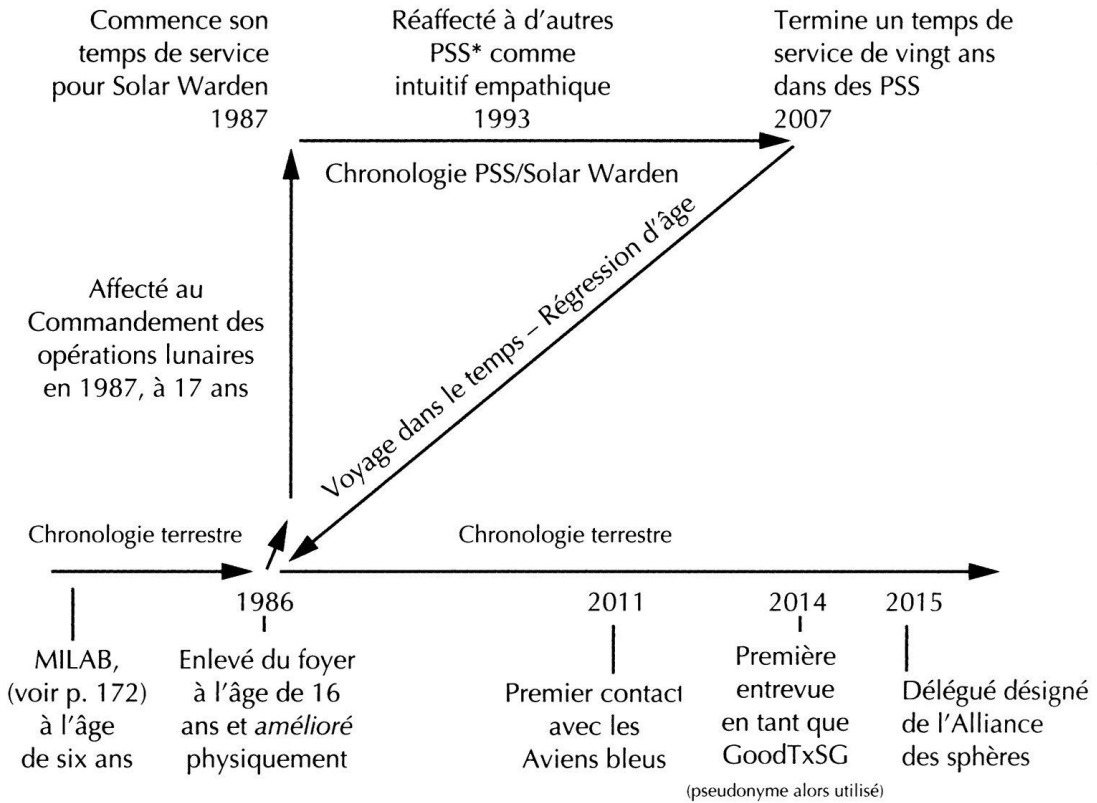 Commence son
temps de service
pour Solar Warden
1987
Réaffecté à d'autres
PSS* comme
intuitif empathique
1993
Termine un temps de
service de vingt ans
dans des PSS
2007
Chronologie PSS/Solar Warden
Affecté au
Commandement des
opérations lunaires
en 1987, à 17 ans
Voyage dans le temps – Régression d'âge
Chronologie terrestre
Chronologie terrestre
1986
2011
2014
2015
MILAB,
(voir p. 172)
à l'âge
de six ans
Enlevé du foyer
à l'âge de 16
ans et amélioré
physiquement
Premier contact
avec les
Aviens bleus
Première
entrevue
en tant que
GoodTxSG
(pseudonyme alors utilisé)
Délégué désigné
de l'Alliance
des sphères